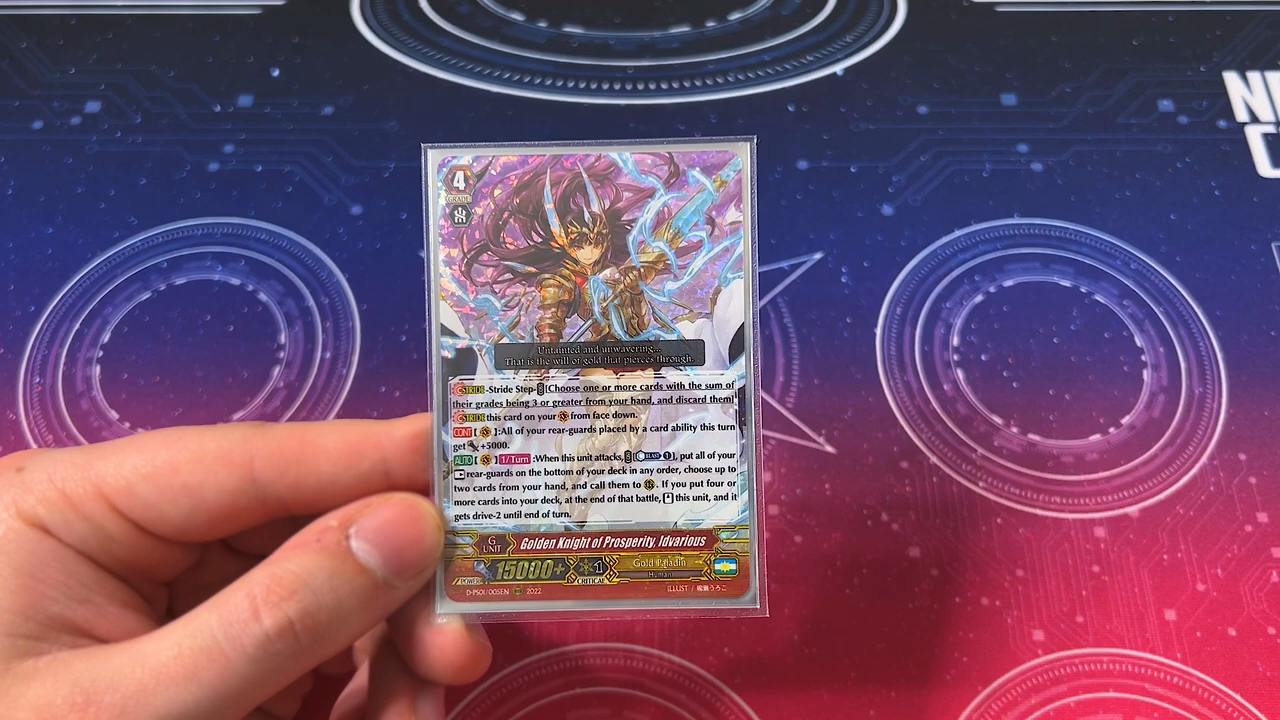 NE
C
4
GRADE
Untainted and unwavering...
That is the will of gold that pierces through.
GSTRIDE-Stride Step-[Choose one or more cards with the sum of
their grades being 3 or greater from your hand, and discard them]
GSTRIDE this card on your from face down.
CONT[ ]:All of your rear-guards placed by a card ability this turn
get +5000.
AUTO[ ]1/Turn:When this unit attacks, [BLAST 1], put all of your
rear-guards on the bottom of your deck in any order, choose up to
two cards from your hand, and call them to . If you put four or
more cards into your deck, at the end of that battle, this unit, and it
gets drive-2 until end of turn.
G
UNIT
Golden Knight of Prosperity, Idvarious
POWER
15000+
1
CRITICAL
Gold Paladin
Human
D-PS01/005EN 2022
ILLUST /